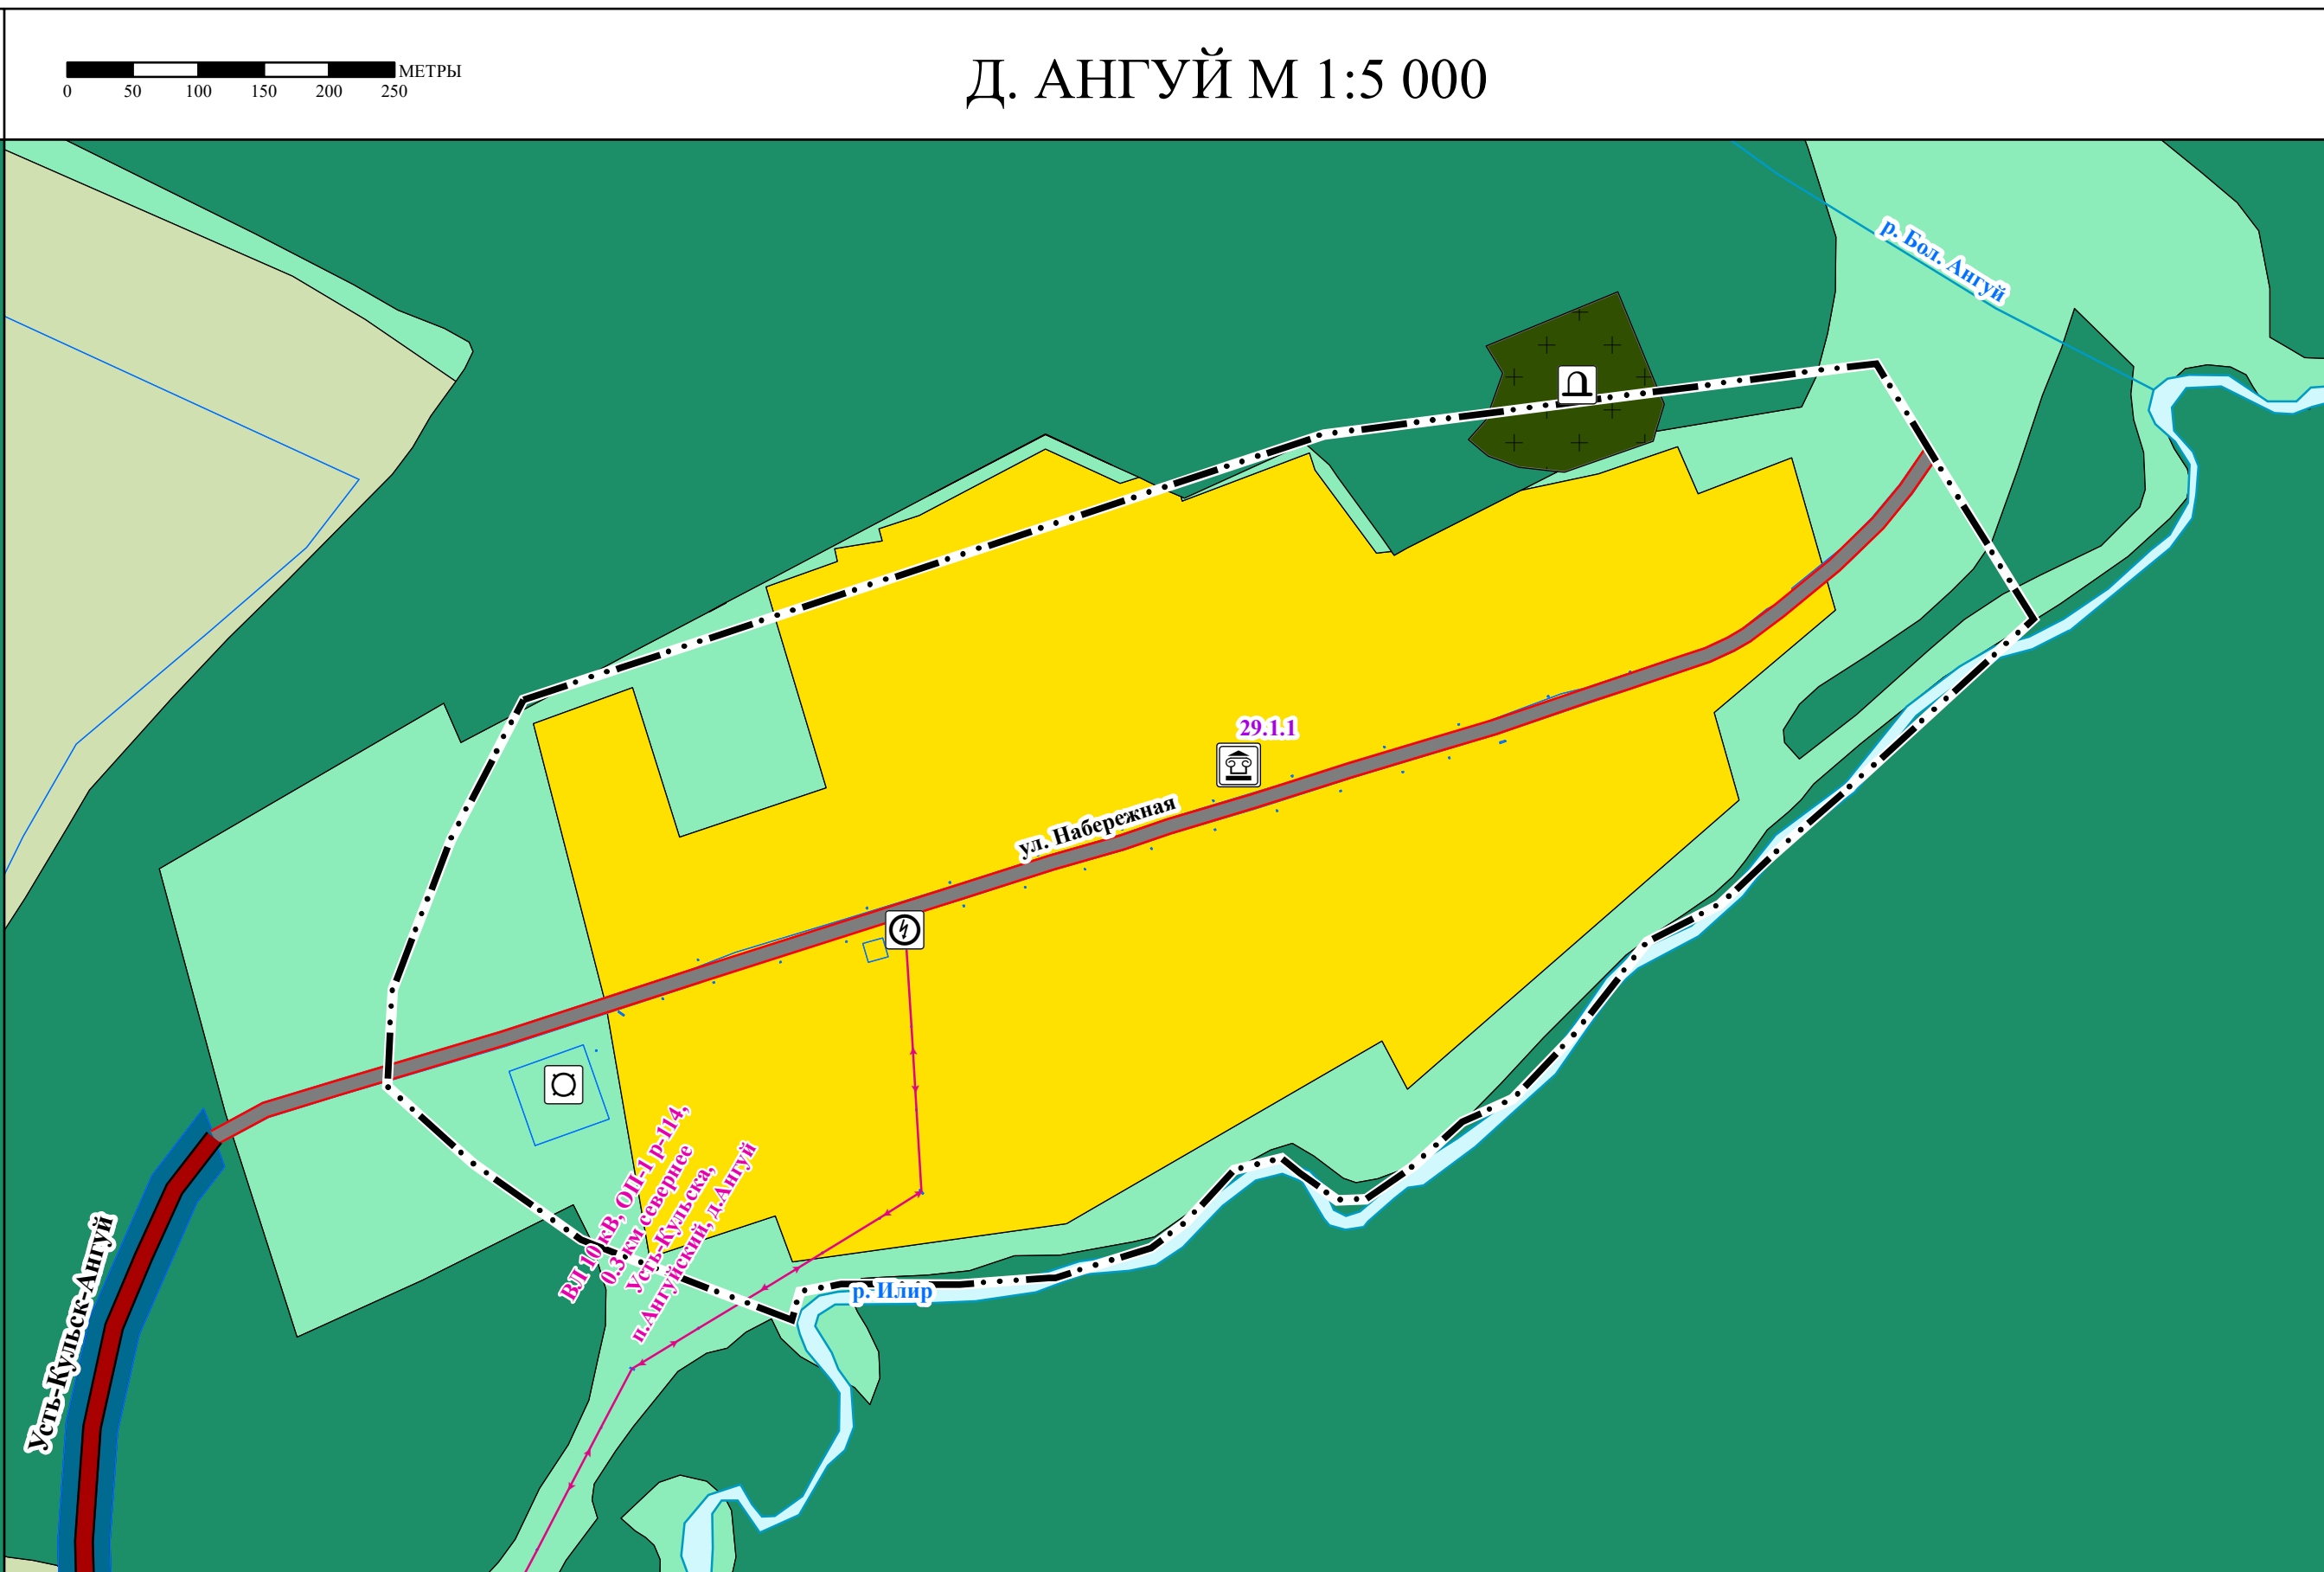 МЕТРЫ
0 50 100 150 200 250
Д. АНГУЙ М 1:5 000
р. Бол. Ангуй
29.1.1
ул. Набережная
ВЛ 10 кВ, ОП-1 р-114,
0.3 км севернее
Усть-Кульска,
п.Ангуйский, д.Ангуй
р. Илир
Усть-Кульск-Ангуй